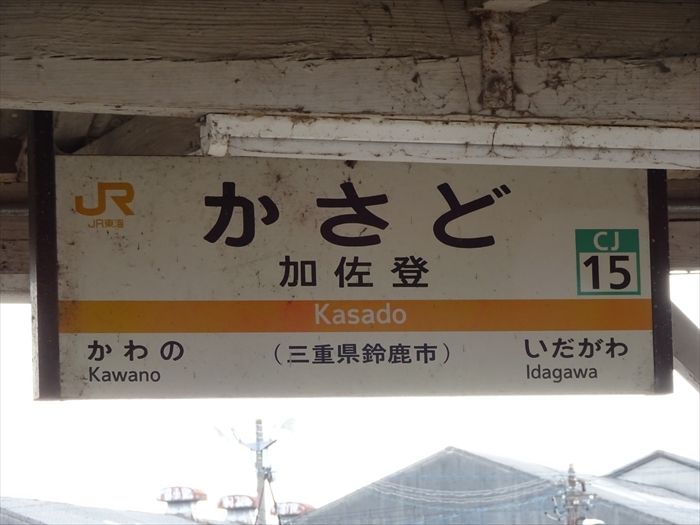 JR
JR東海
かさど
加佐登
CJ
15
Kasado
かわの
Kawano
（三重県鈴鹿市）
いだがわ
Idagawa